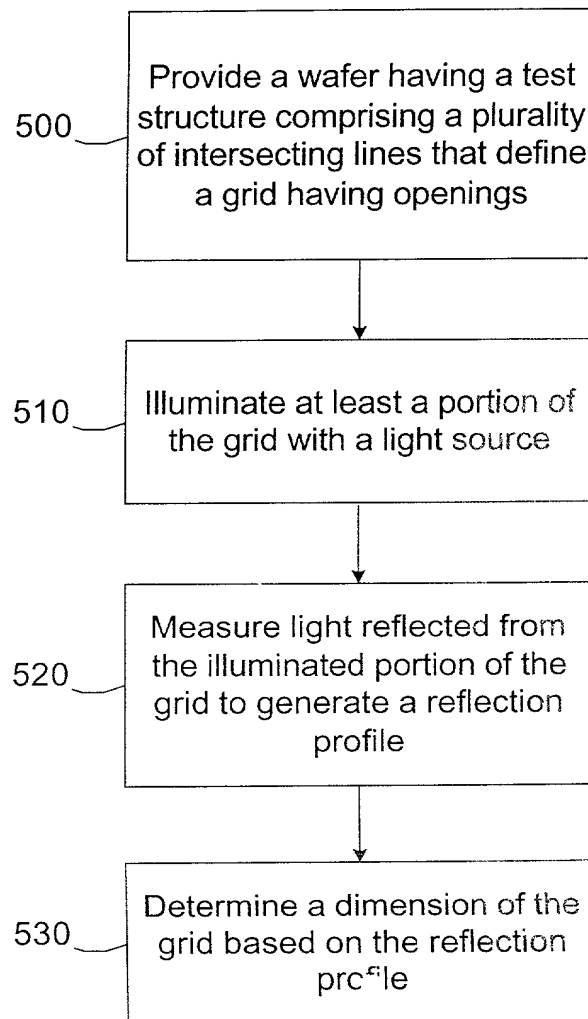 500
Provide a wafer having a test
structure comprising a plurality
of intersecting lines that define
a grid having openings
510
Illuminate at least a portion of
the grid with a light source
520
Measure light reflected from
the illuminated portion of the
grid to generate a reflection
profile
530
Determine a dimension of the
grid based on the reflection
profile